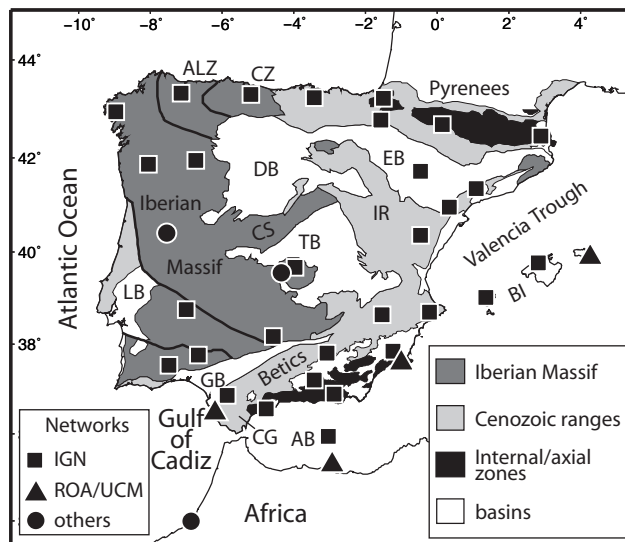 −10° −8° −6° −4° −2° 0° 2° 4°
44°
42°
40°
38°
ALZ
CZ
Pyrenees
DB
EB
Iberian
Massif
CS
IR
TB
LB
Valencia Trough
BI
Atlantic Ocean
Betics
GB
Gulf
of
Cadiz
CG
AB
Africa
Networks
IGN
ROA/UCM
others
Iberian Massif
Cenozoic ranges
Internal/axial
zones
basins